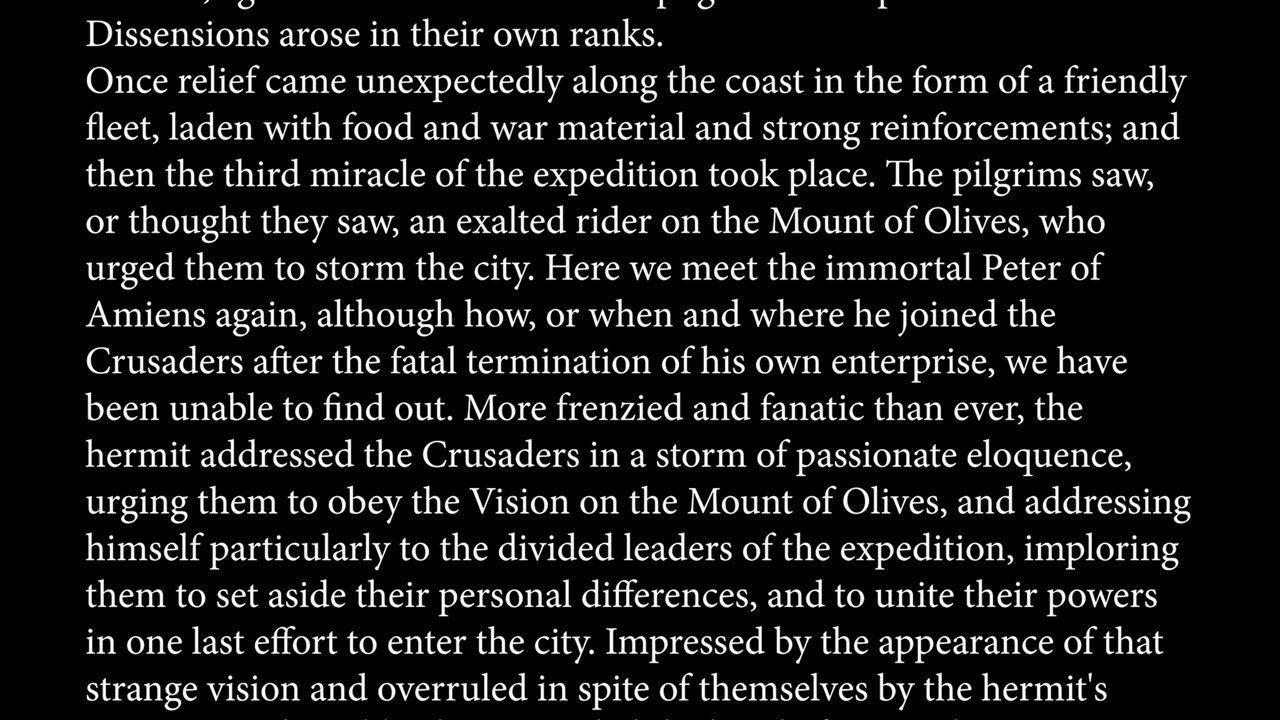 Dissensions arose in their own ranks.
Once relief came unexpectedly along the coast in the form of a friendly
fleet, laden with food and war material and strong reinforcements; and
then the third miracle of the expedition took place. The pilgrims saw,
or thought they saw, an exalted rider on the Mount of Olives, who
urged them to storm the city. Here we meet the immortal Peter of
Amiens again, although how, or when and where he joined the
Crusaders after the fatal termination of his own enterprise, we have
been unable to find out. More frenzied and fanatic than ever, the
hermit addressed the Crusaders in a storm of passionate eloquence,
urging them to obey the Vision on the Mount of Olives, and addressing
himself particularly to the divided leaders of the expedition, imploring
them to set aside their personal differences, and to unite their powers
in one last effort to enter the city. Impressed by the appearance of that
strange vision and overruled in spite of themselves by the hermit's